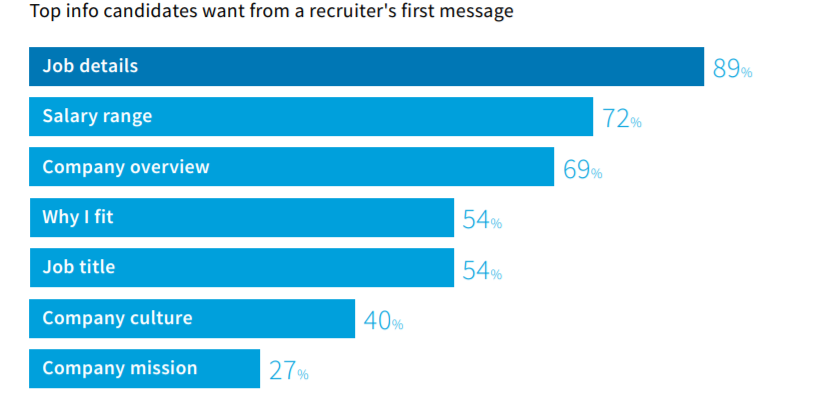 Top info candidates want from a recruiter's first message
Job details 89%
Salary range 72%
Company overview 69%
Why I fit 54%
Job title 54%
Company culture 40%
Company mission 27%